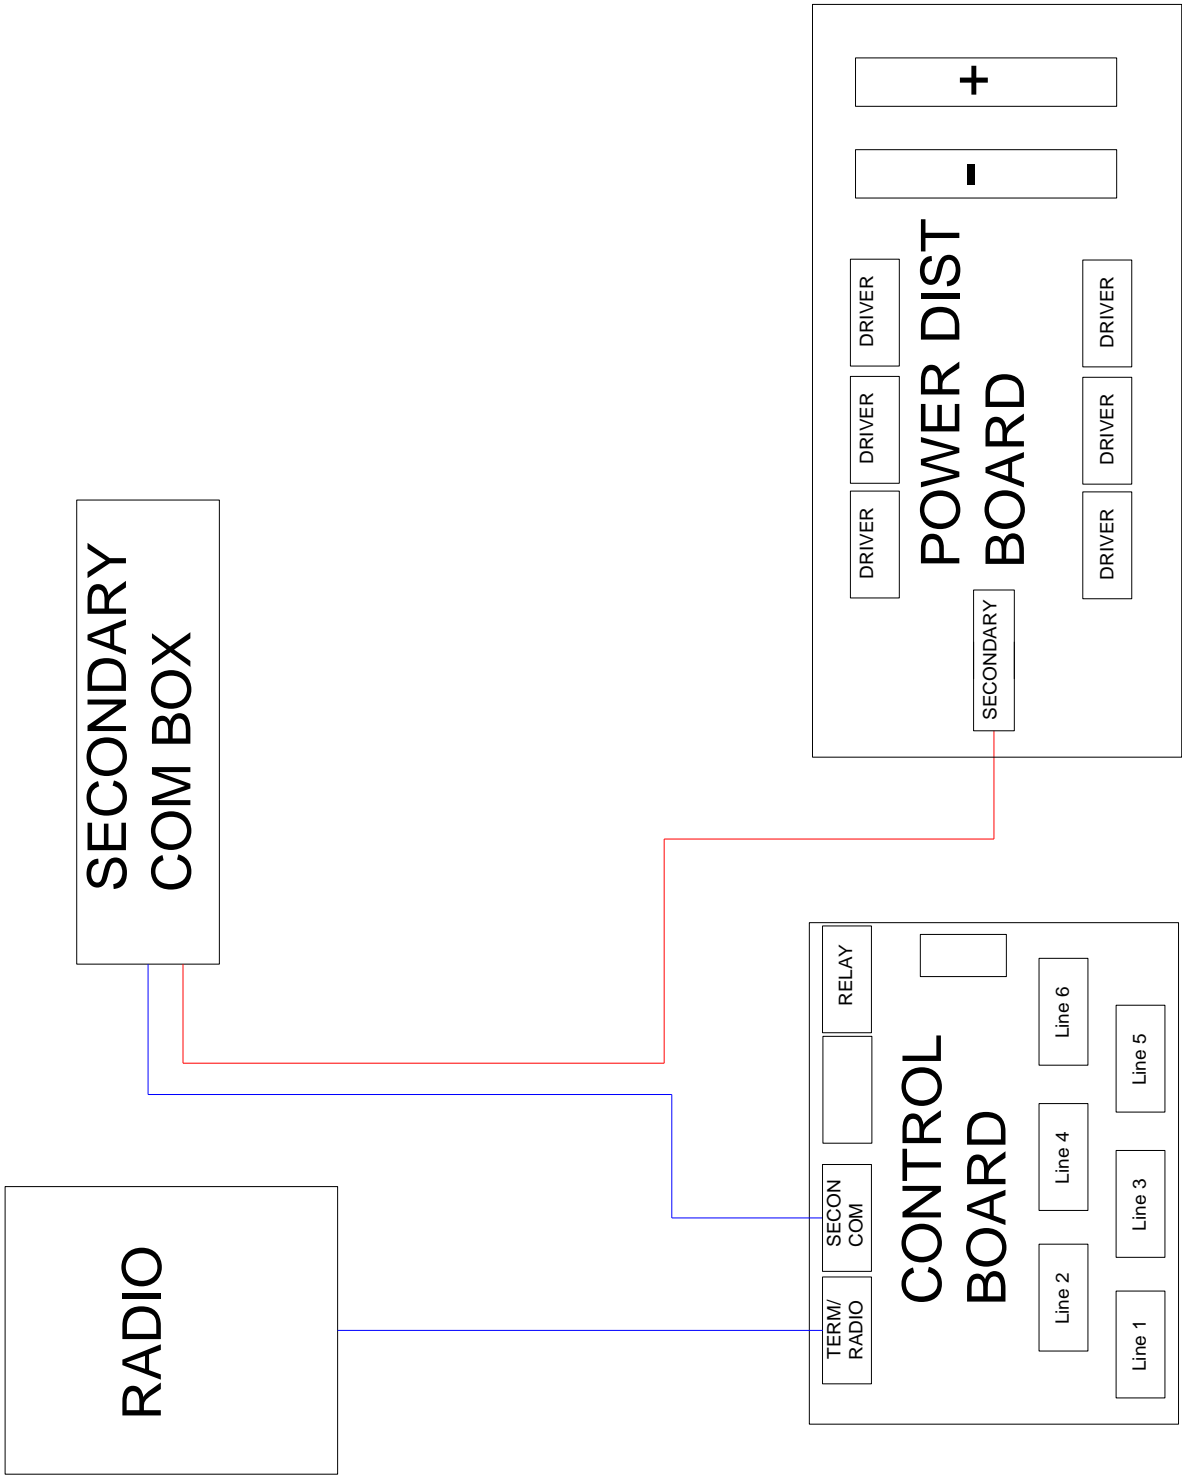 RADIO
SECONDARY
COM BOX
TERM/
RADIO
SECON
COM
RELAY
CONTROL
BOARD
Line 2
Line 4
Line 6
Line 1
Line 3
Line 5
SECONDARY
DRIVER
DRIVER
DRIVER
POWER DIST
BOARD
DRIVER
DRIVER
DRIVER
-
+